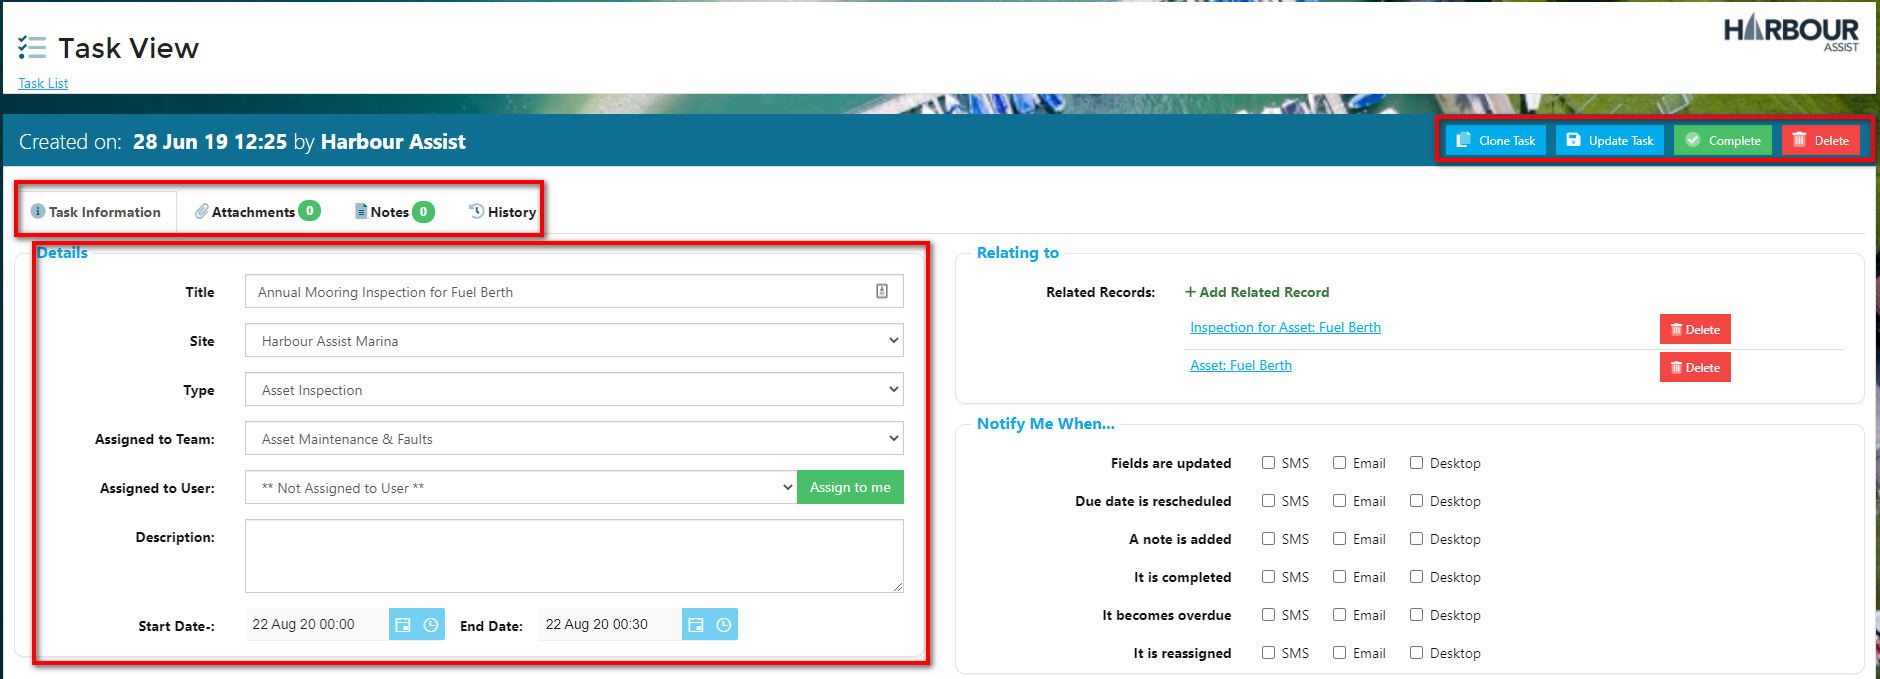 Task View
HARBOUR
ASSIST
Task List
Created on: 28 Jun 19 12:25 by Harbour Assist
Clone Task Update Task Complete Delete
Task Information Attachments 0 Notes 0 History
Details
Title Annual Mooring Inspection for Fuel Berth
Site Harbour Assist Marina
Type Asset Inspection
Assigned to Team: Asset Maintenance & Faults
Assigned to User: ** Not Assigned to User ** Assign to me
Description:
Start Date-: 22 Aug 20 00:00 End Date: 22 Aug 20 00:30
Relating to
Related Records: + Add Related Record
Inspection for Asset: Fuel Berth Delete
Asset: Fuel Berth Delete
Notify Me When...
Fields are updated SMS Email Desktop
Due date is rescheduled SMS Email Desktop
A note is added SMS Email Desktop
It is completed SMS Email Desktop
It becomes overdue SMS Email Desktop
It is reassigned SMS Email Desktop